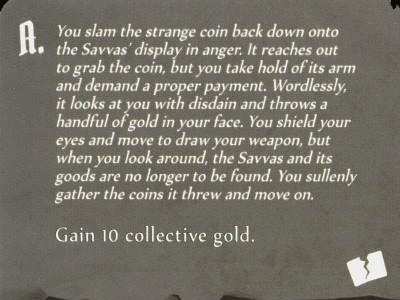 A. You slam the strange coin back down onto
the Savvas' display in anger. It reaches out
to grab the coin, but you take hold of its arm
and demand a proper payment. Wordlessly,
it looks at you with disdain and throws a
handful of gold in your face. You shield your
eyes and move to draw your weapon, but
when you look around, the Savvas and its
goods are no longer to be found. You sullenly
gather the coins it threw and move on.
Gain 10 collective gold.